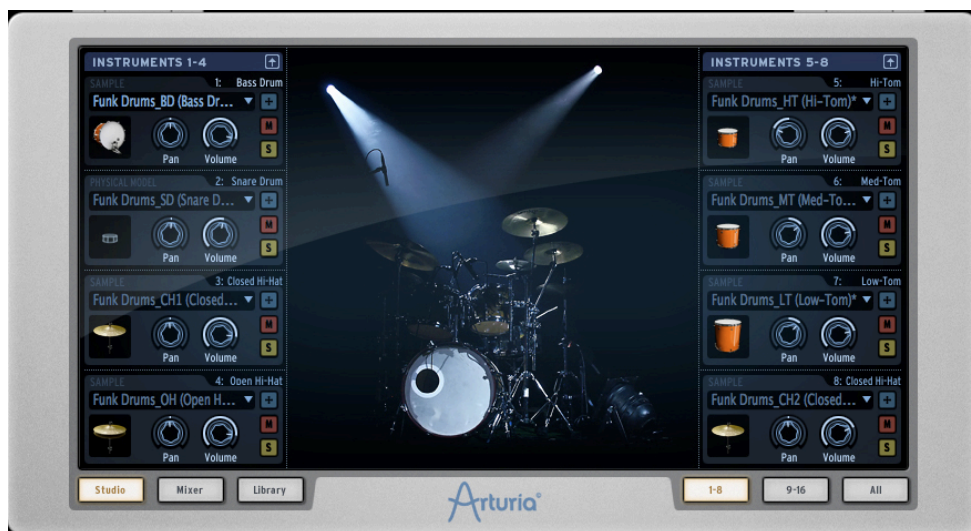 INSTRUMENTS 1-4
SAMPLE 1: Bass Drum
Funk Drums_BD (Bass Dr...
M
S
Pan Volume
PHYSICAL MODEL 2: Snare Drum
Funk Drums_SD (Snare D...
M
S
Pan Volume
SAMPLE 3: Closed Hi-Hat
Funk Drums_CH1 (Closed...
M
S
Pan Volume
SAMPLE 4: Open Hi-Hat
Funk Drums_OH (Open H...
M
S
Pan Volume
INSTRUMENTS 5-8
SAMPLE 5: Hi-Tom
Funk Drums_HT (Hi-Tom)*
M
S
Pan Volume
SAMPLE 6: Med-Tom
Funk Drums_MT (Med-To...
M
S
Pan Volume
SAMPLE 7: Low-Tom
Funk Drums_LT (Low-Tom)*
M
S
Pan Volume
SAMPLE 8: Closed Hi-Hat
Funk Drums_CH2 (Closed...
M
S
Pan Volume
Studio Mixer Library
Arturia
1-8 9-16 All